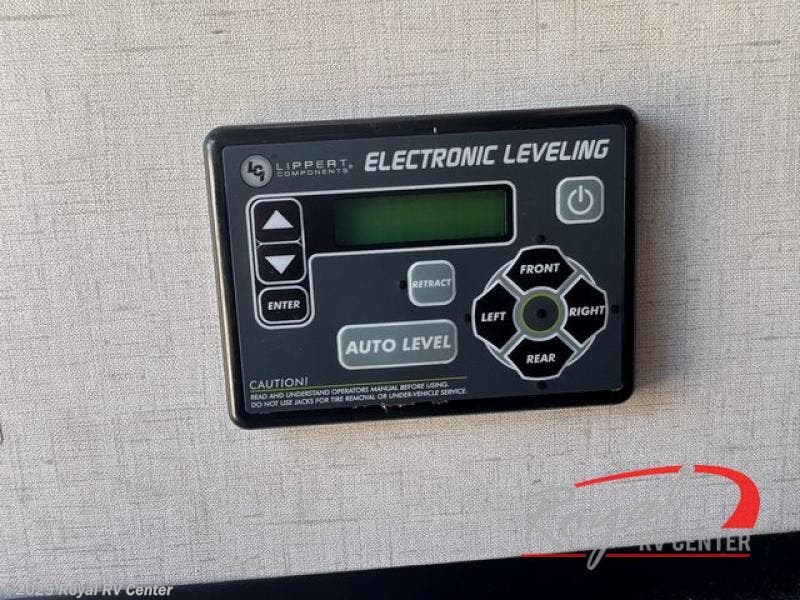 LCI LIPPERT COMPONENTS® ELECTRONIC LEVELING
ENTER
RETRACT
AUTO LEVEL
FRONT
LEFT
RIGHT
REAR
CAUTION!
READ AND UNDERSTAND OPERATORS MANUAL BEFORE USING.
DO NOT USE JACKS FOR TIRE REMOVAL OR UNDER-VEHICLE SERVICE.
Royal
RV CENTER
© 2025 Royal RV Center